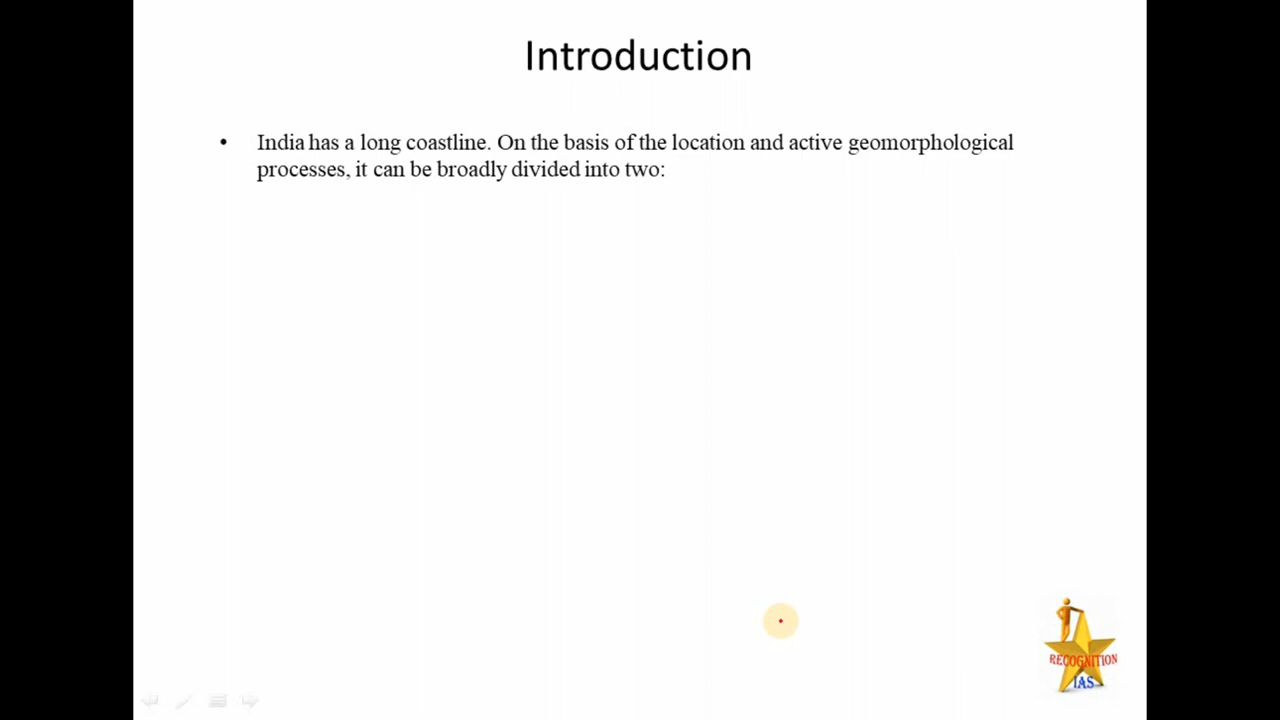 Introduction
• India has a long coastline. On the basis of the location and active geomorphological
processes, it can be broadly divided into two:
RECOGNITION
IAS